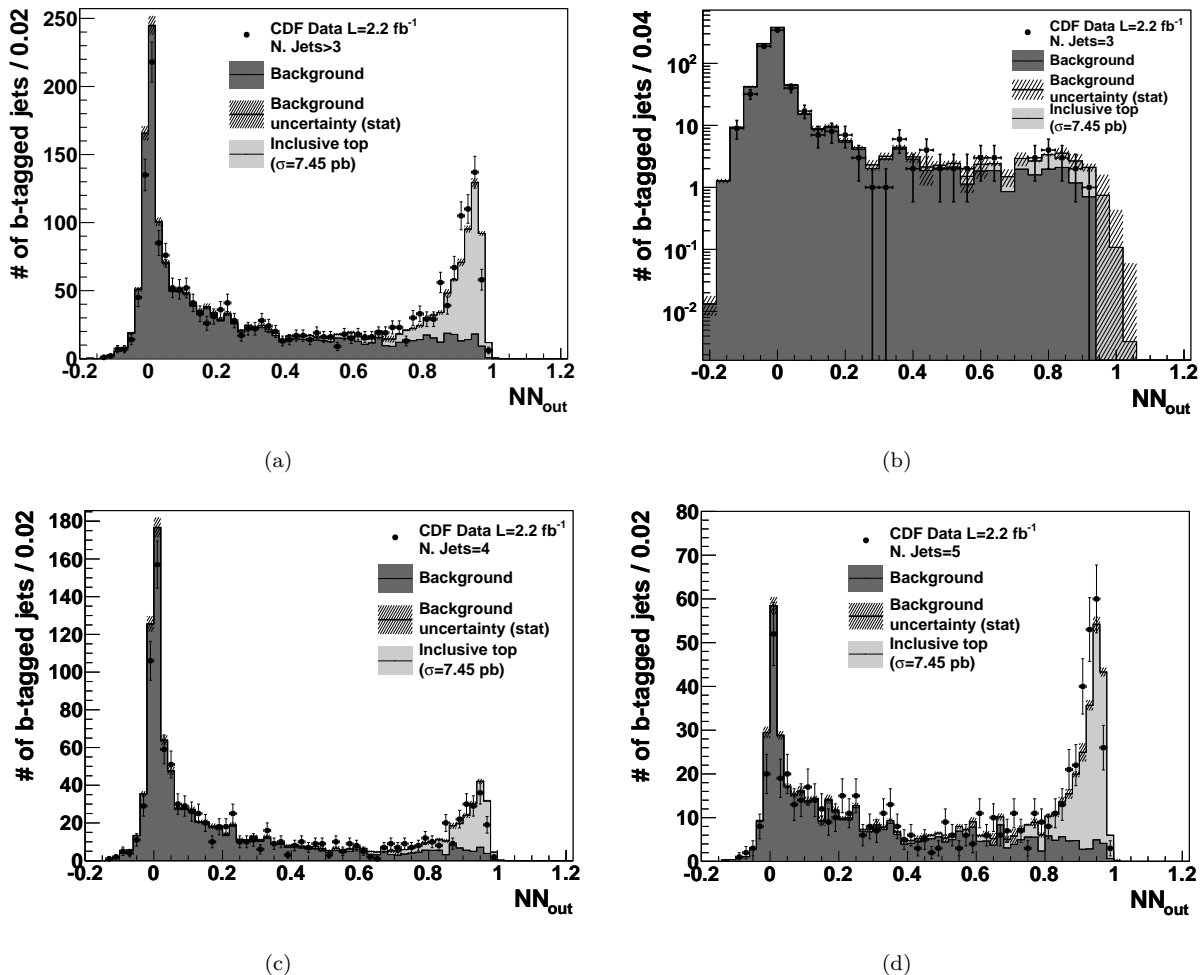 # of b-tagged jets / 0.02
250
200
150
100
50
0
CDF Data L=2.2 fb-1
N. Jets>3
Background
Background
uncertainty (stat)
Inclusive top
(σ=7.45 pb)
-0.2 0 0.2 0.4 0.6 0.8 1 1.2
NNout
(a)
# of b-tagged jets / 0.04
10²
10
1
10-1
10-2
CDF Data L=2.2 fb-1
N. Jets=3
Background
Background
uncertainty (stat)
Inclusive top
(σ=7.45 pb)
-0.2 0 0.2 0.4 0.6 0.8 1 1.2
NNout
(b)
# of b-tagged jets / 0.02
180
160
140
120
100
80
60
40
20
0
CDF Data L=2.2 fb-1
N. Jets=4
Background
Background
uncertainty (stat)
Inclusive top
(σ=7.45 pb)
-0.2 0 0.2 0.4 0.6 0.8 1 1.2
NNout
(c)
# of b-tagged jets / 0.02
80
70
60
50
40
30
20
10
0
CDF Data L=2.2 fb-1
N. Jets=5
Background
Background
uncertainty (stat)
Inclusive top
(σ=7.45 pb)
-0.2 0 0.2 0.4 0.6 0.8 1 1.2
NNout
(d)